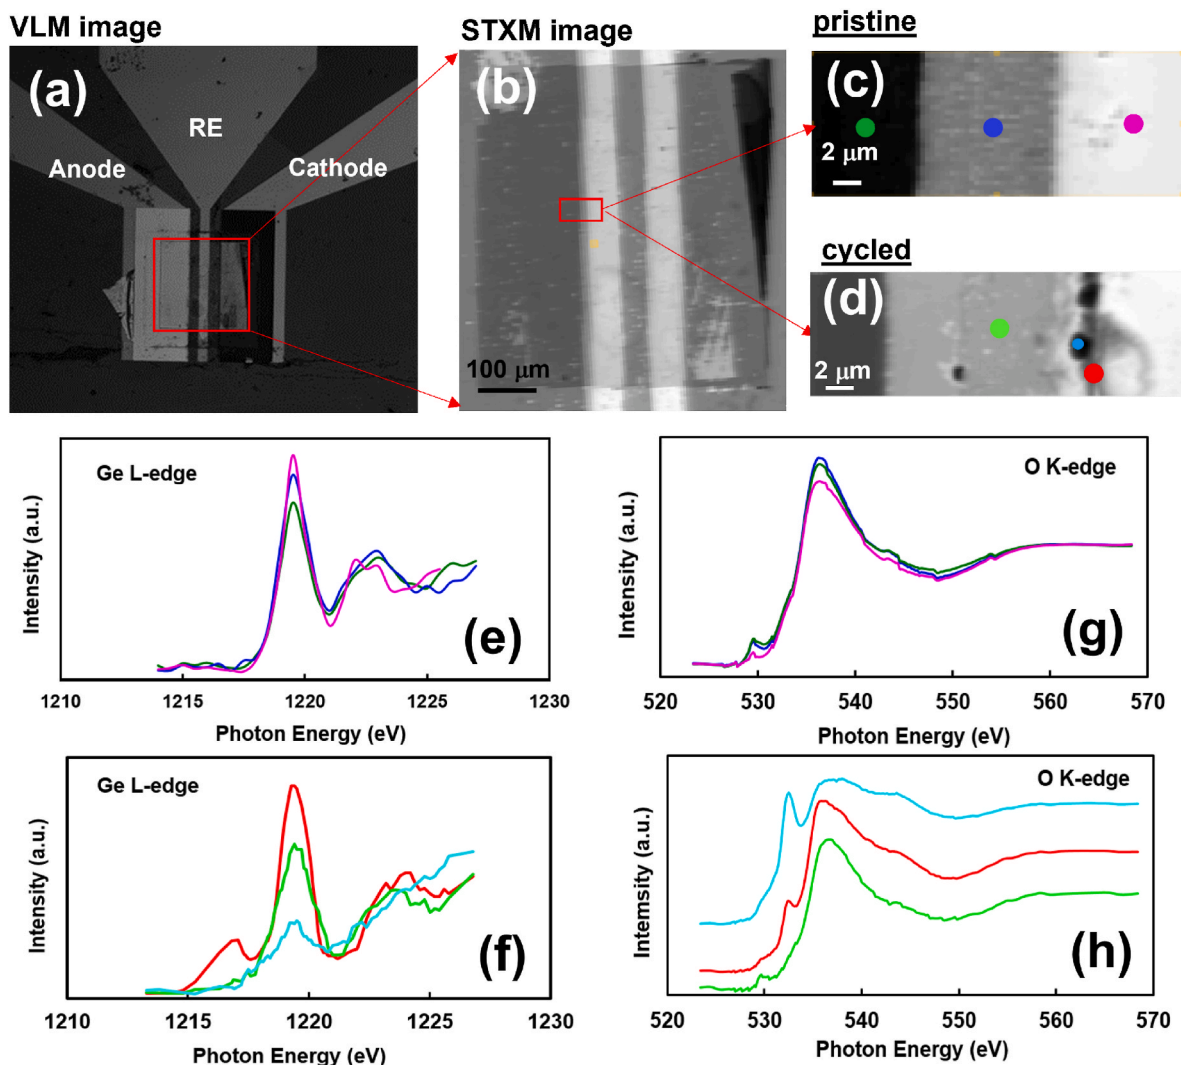 VLM image
STXM image
pristine
(a)
RE
Anode
Cathode
(b)
100 μm
(c)
2 μm
cycled
(d)
2 μm
Ge L-edge
Intensity (a.u.)
(e)
1210 1215 1220 1225 1230
Photon Energy (eV)
O K-edge
Intensity (a.u.)
(g)
520 530 540 550 560 570
Photon Energy (eV)
Ge L-edge
Intensity (a.u.)
(f)
1210 1215 1220 1225 1230
Photon Energy (eV)
O K-edge
Itemsity (a.u.)
(h)
520 530 540 550 560 570
Photon Energy (eV)